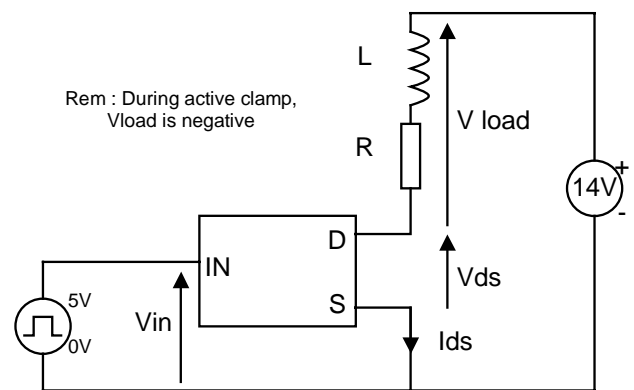 L
Rem : During active clamp,
Vload is negative
V load
R
14V
+
-
D
IN
Vds
S
5V
0V
Vin
Ids